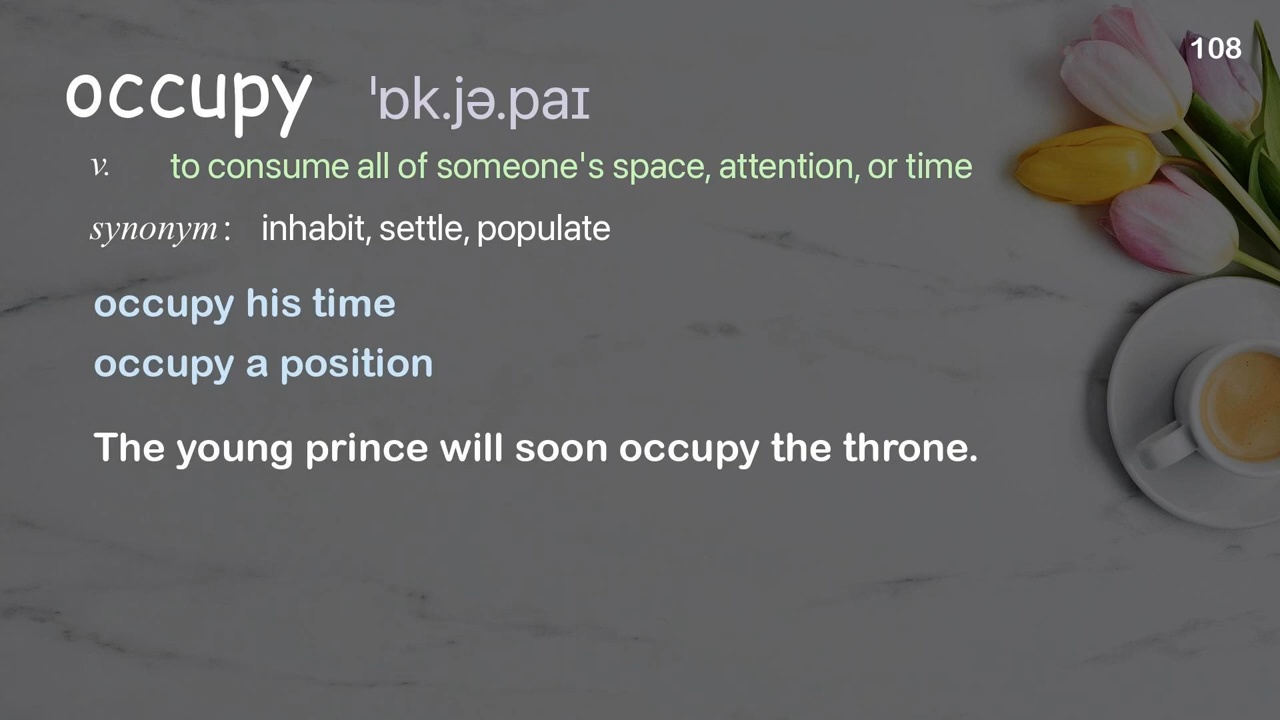 108
occupy ˈɒk.jə.paɪ
v. to consume all of someone's space, attention, or time
synonym: inhabit, settle, populate
occupy his time
occupy a position
The young prince will soon occupy the throne.